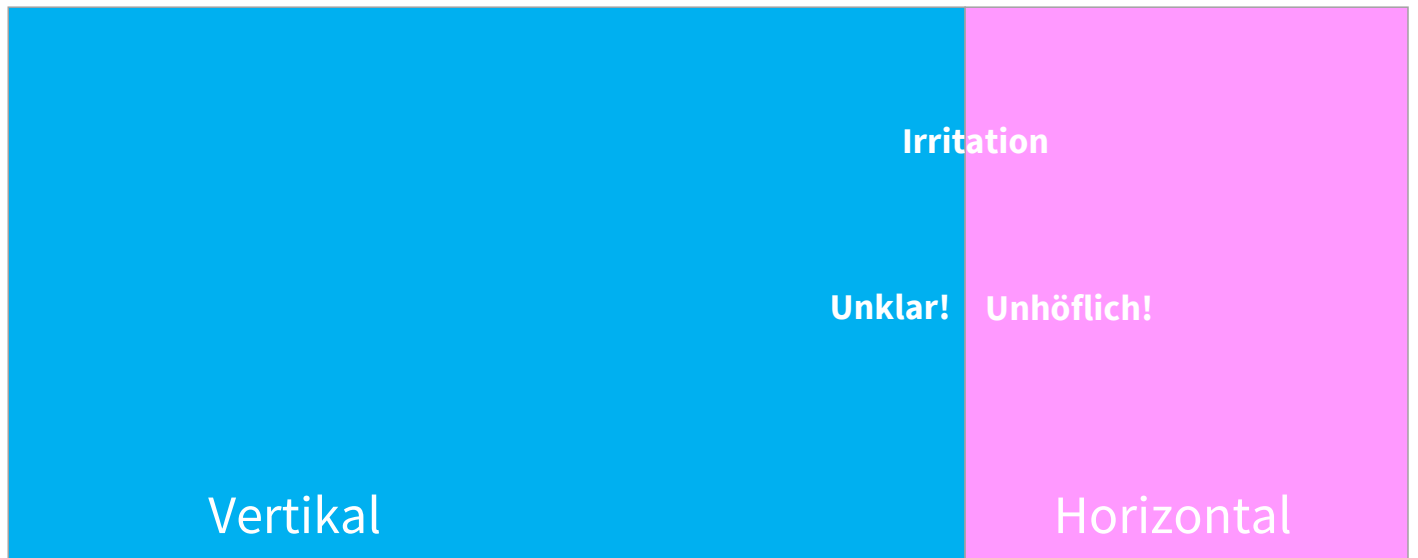 Irritation
Unklar!
Unhöflich!
Vertikal
Horizontal